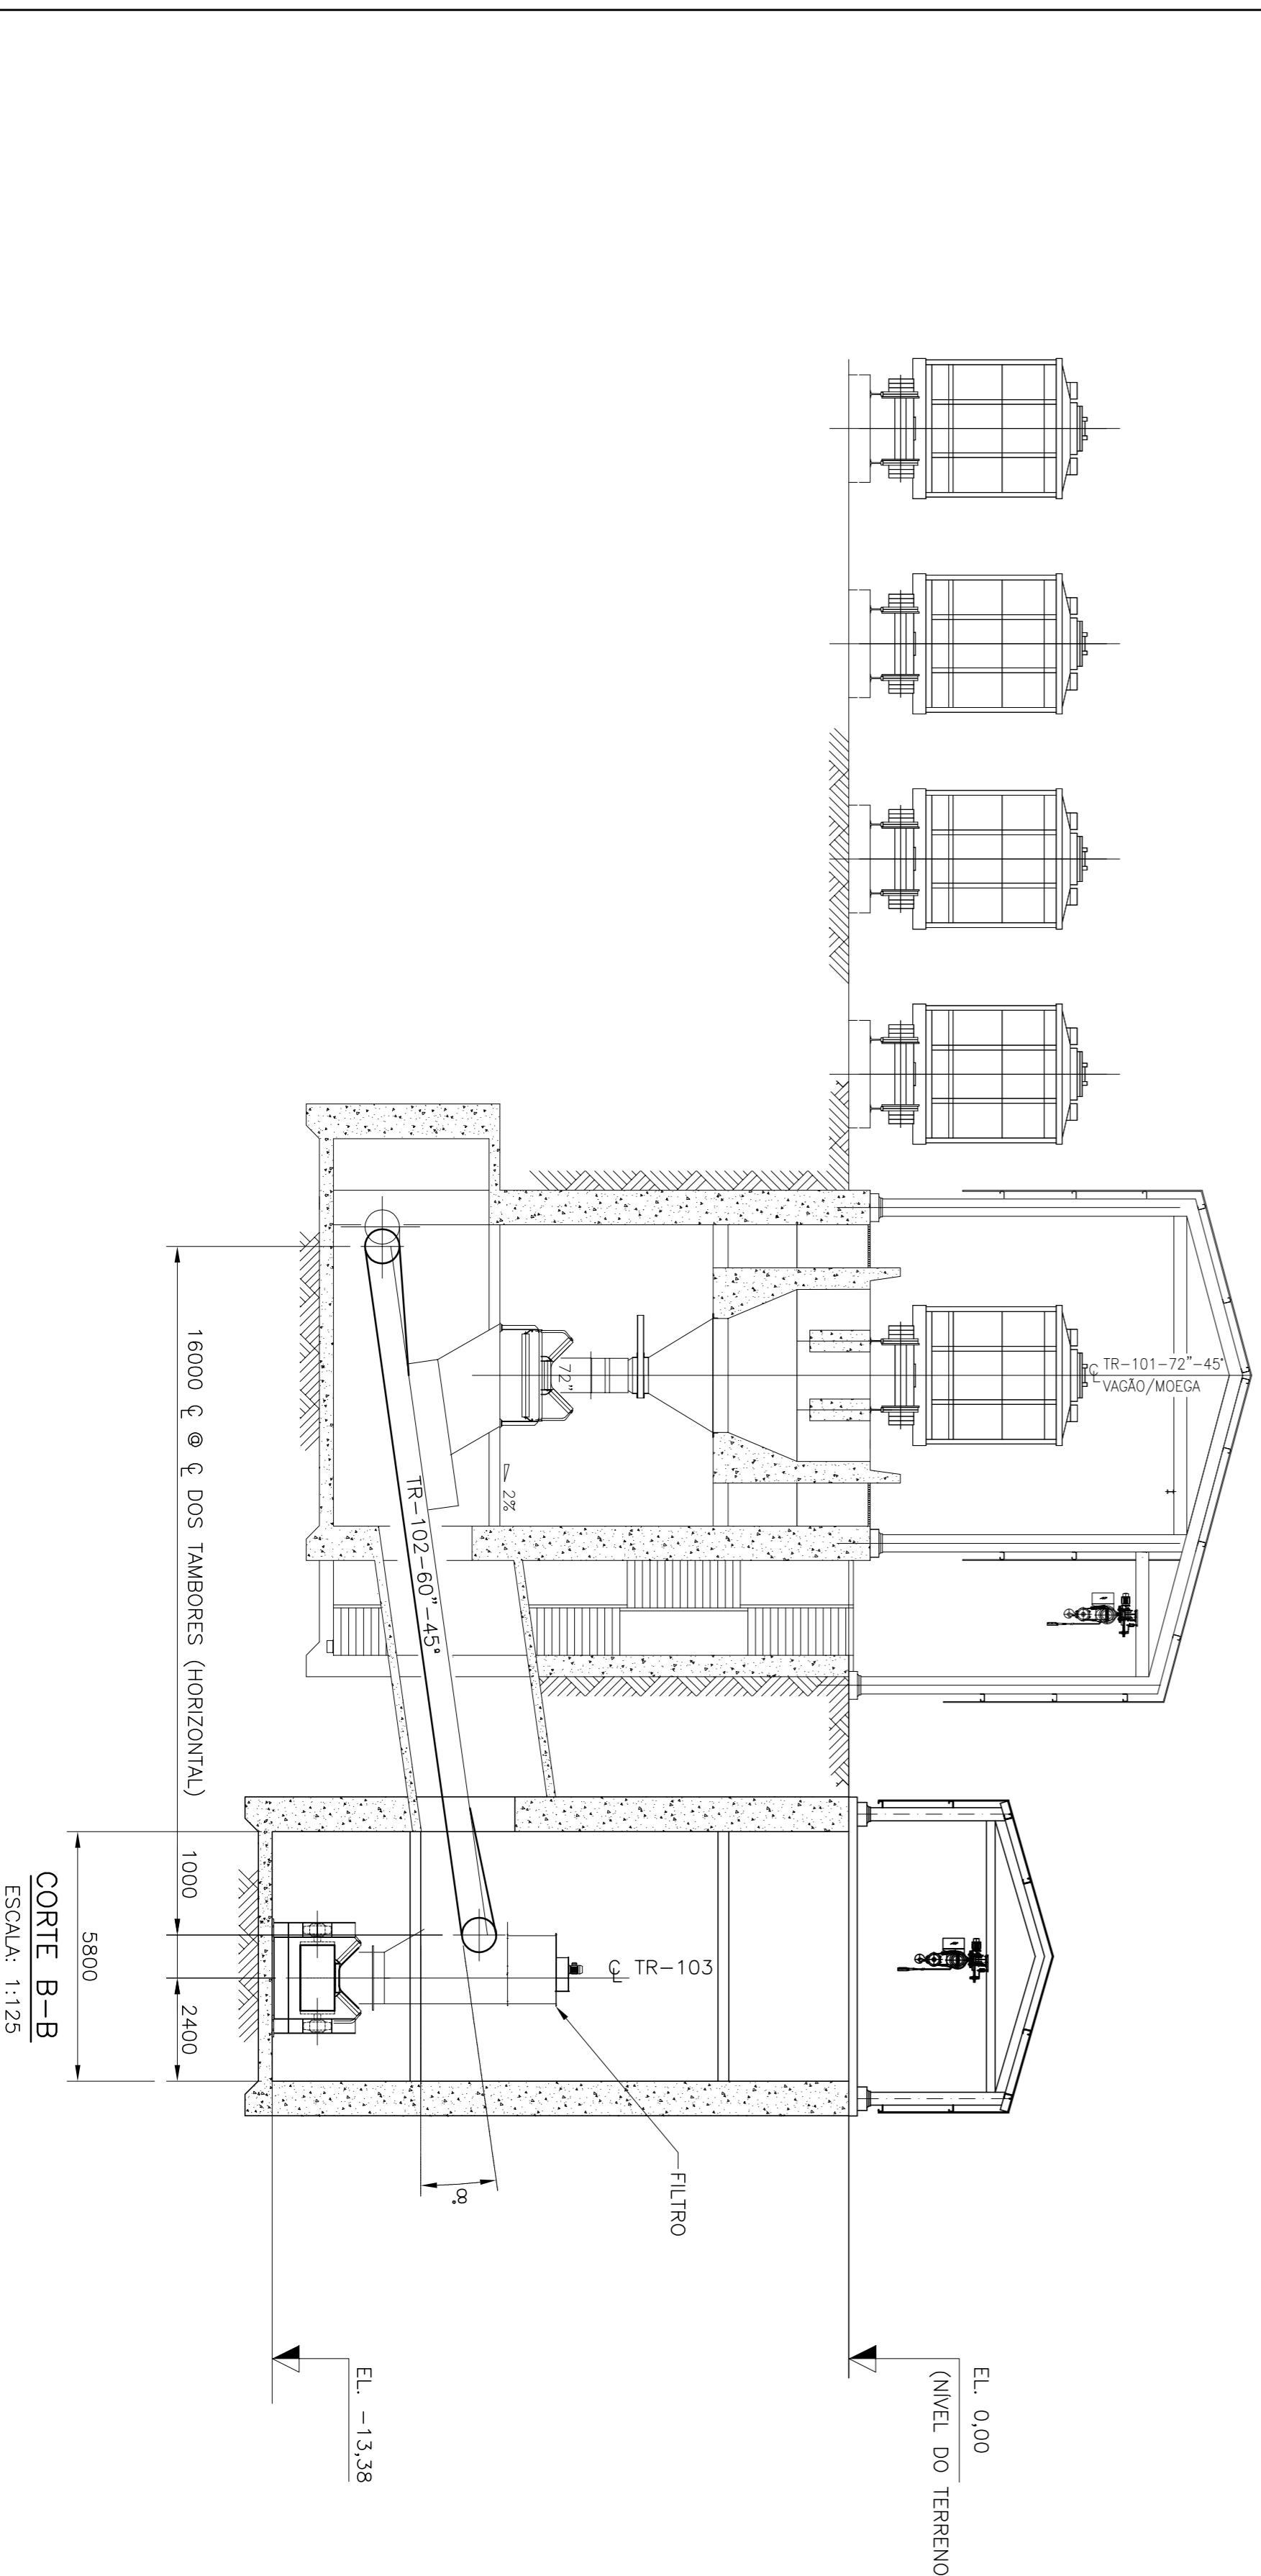 TR-101-72"-45°
VAGÃO/MOEGA
72"
2%
TR-102-60"-45º
℄ TR-103
FILTRO
8°
EL. 0,00
(NÍVEL DO TERRENO
EL. -13,38
16000 ℄ @ ℄ DOS TAMBORES (HORIZONTAL)
1000
2400
5800
CORTE B-B
ESCALA: 1:125